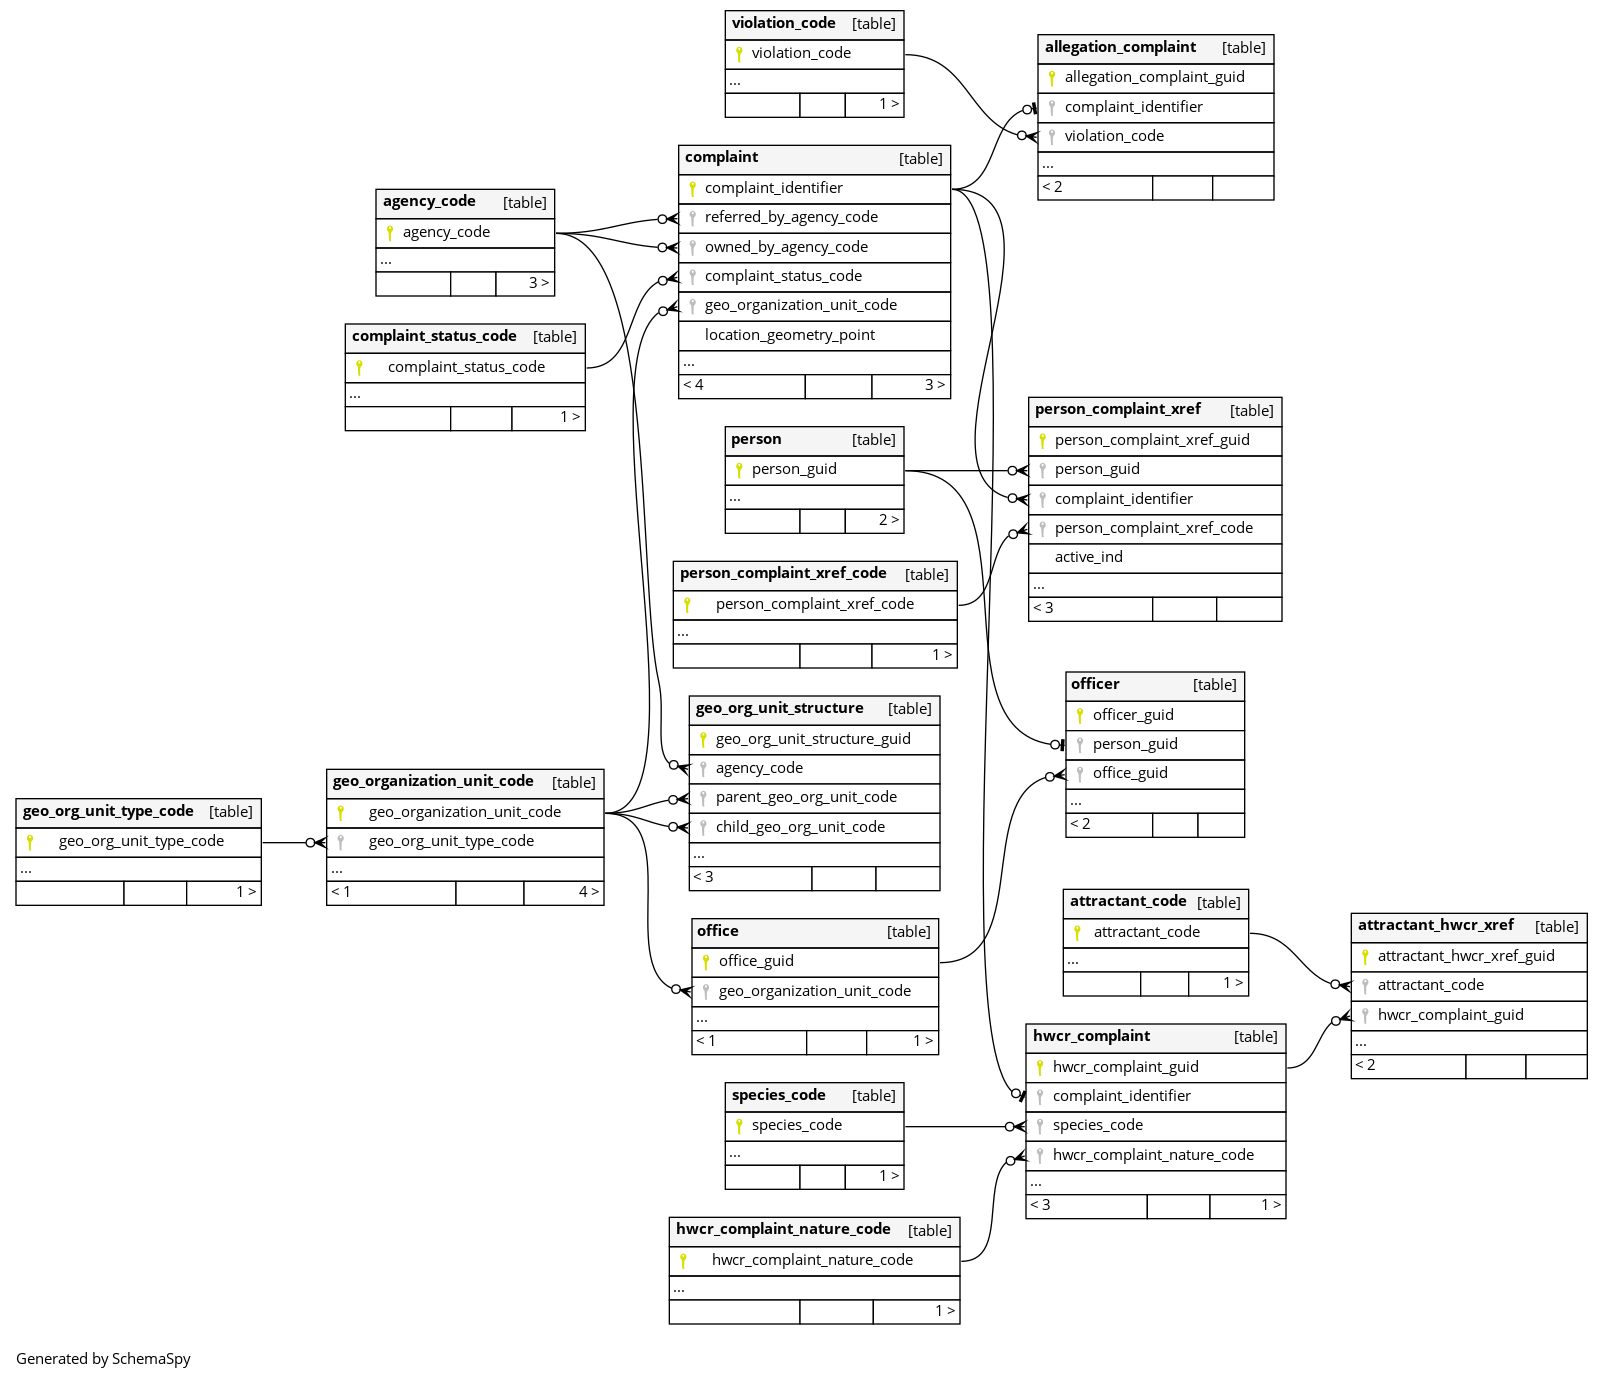 violation_code [table]
violation_code
...
1 >
allegation_complaint [table]
allegation_complaint_guid
complaint_identifier
violation_code
...
< 2
complaint [table]
complaint_identifier
referred_by_agency_code
owned_by_agency_code
complaint_status_code
geo_organization_unit_code
location_geometry_point
...
< 4 3 >
agency_code [table]
agency_code
...
3 >
complaint_status_code [table]
complaint_status_code
...
1 >
person_complaint_xref [table]
person_complaint_xref_guid
person_guid
complaint_identifier
person_complaint_xref_code
active_ind
...
< 3
person [table]
person_guid
...
2 >
person_complaint_xref_code [table]
person_complaint_xref_code
...
1 >
officer [table]
officer_guid
person_guid
office_guid
...
< 2
geo_org_unit_structure [table]
geo_org_unit_structure_guid
agency_code
parent_geo_org_unit_code
child_geo_org_unit_code
...
< 3
geo_organization_unit_code [table]
geo_organization_unit_code
geo_org_unit_type_code
...
< 1 4 >
geo_org_unit_type_code [table]
geo_org_unit_type_code
...
1 >
office [table]
office_guid
geo_organization_unit_code
...
< 1 1 >
attractant_code [table]
attractant_code
...
1 >
attractant_hwcr_xref [table]
attractant_hwcr_xref_guid
attractant_code
hwcr_complaint_guid
...
< 2
hwcr_complaint [table]
hwcr_complaint_guid
complaint_identifier
species_code
hwcr_complaint_nature_code
...
< 3 1 >
species_code [table]
species_code
...
1 >
hwcr_complaint_nature_code [table]
hwcr_complaint_nature_code
...
1 >
Generated by SchemaSpy